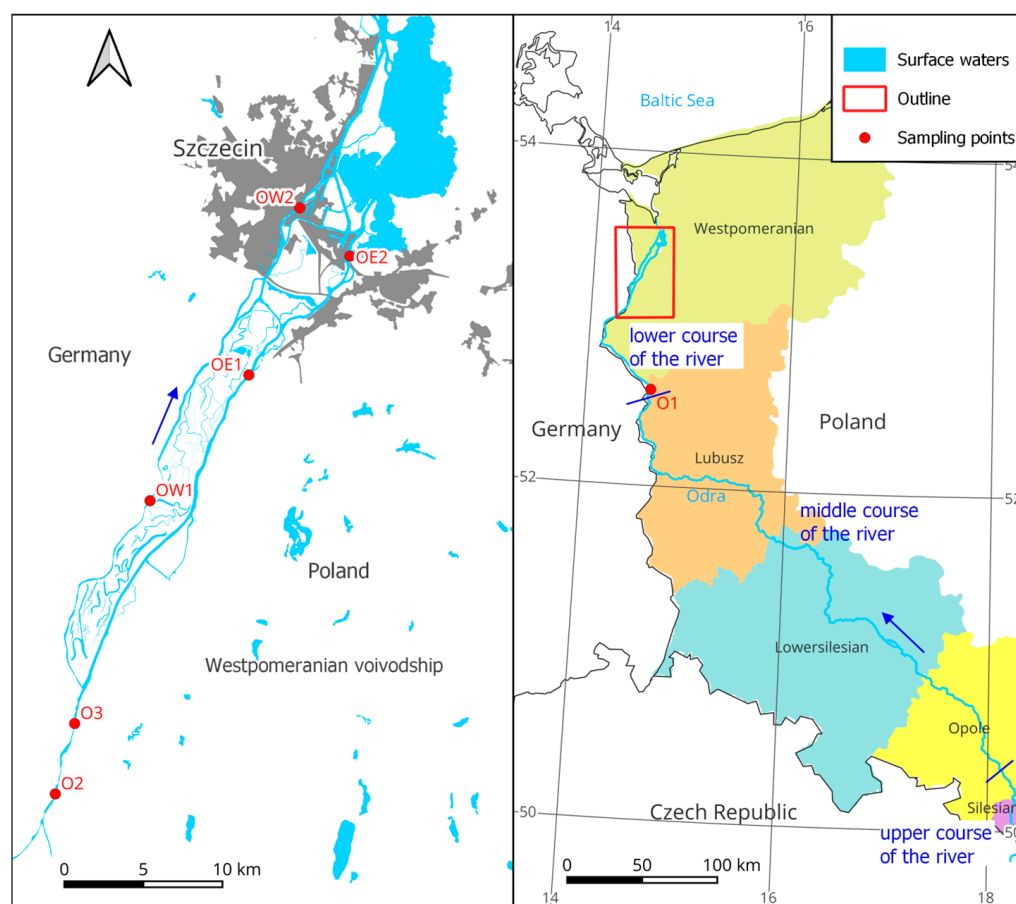 Szczecin
OW2
OE2
Germany
OE1
OW1
Poland
Westpomeranian voivodship
O3
O2
0 5 10 km
14
16
Surface waters
Outline
Sampling points
Baltic Sea
54
54
Westpomeranian
lower course
of the river
O1
Germany
Poland
Lubusz
52
52
Odra
middle course
of the river
Lowersilesian
Opole
50
Czech Republic
Silesian
50
upper course
of the river
0 50 100 km
14
16
18